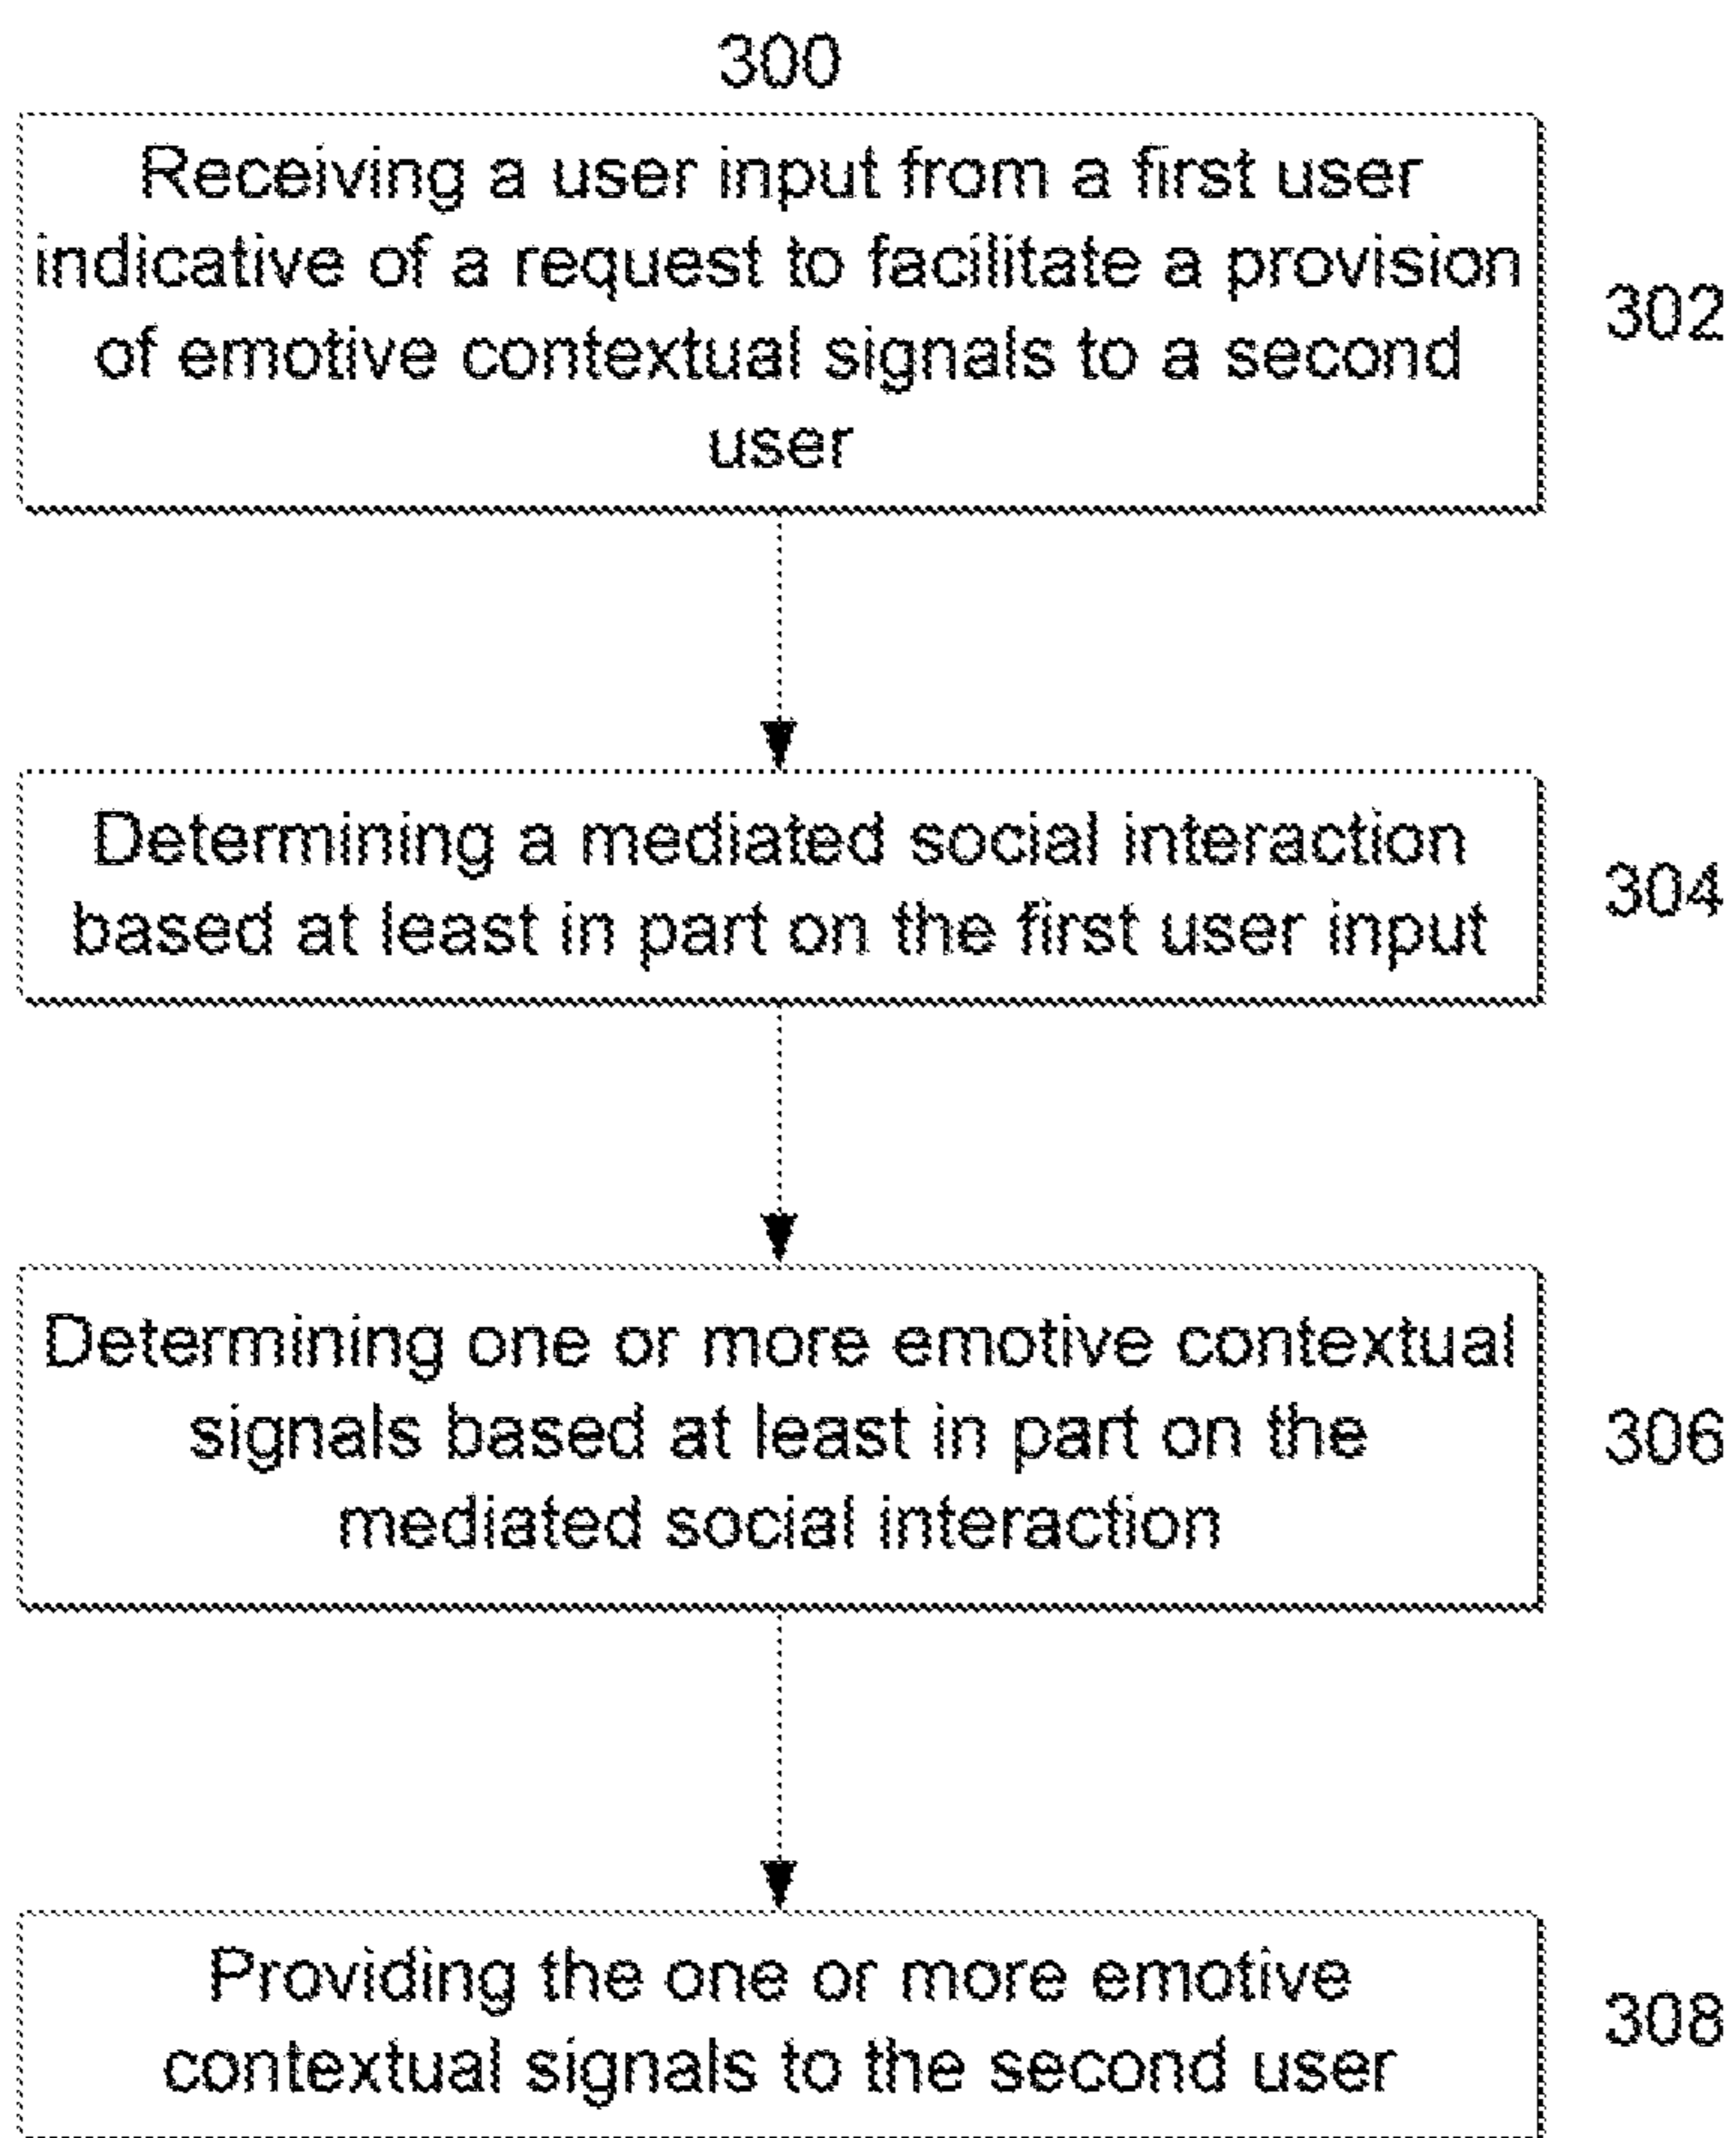 300
Receiving a user input from a first user
indicative of a request to facilitate a provision
of emotive contextual signals to a second
user
302
Determining a mediated social interaction
based at least in part on the first user input
304
Determining one or more emotive contextual
signals based at least in part on the
mediated social interaction
306
Providing the one or more emotive
contextual signals to the second user
308